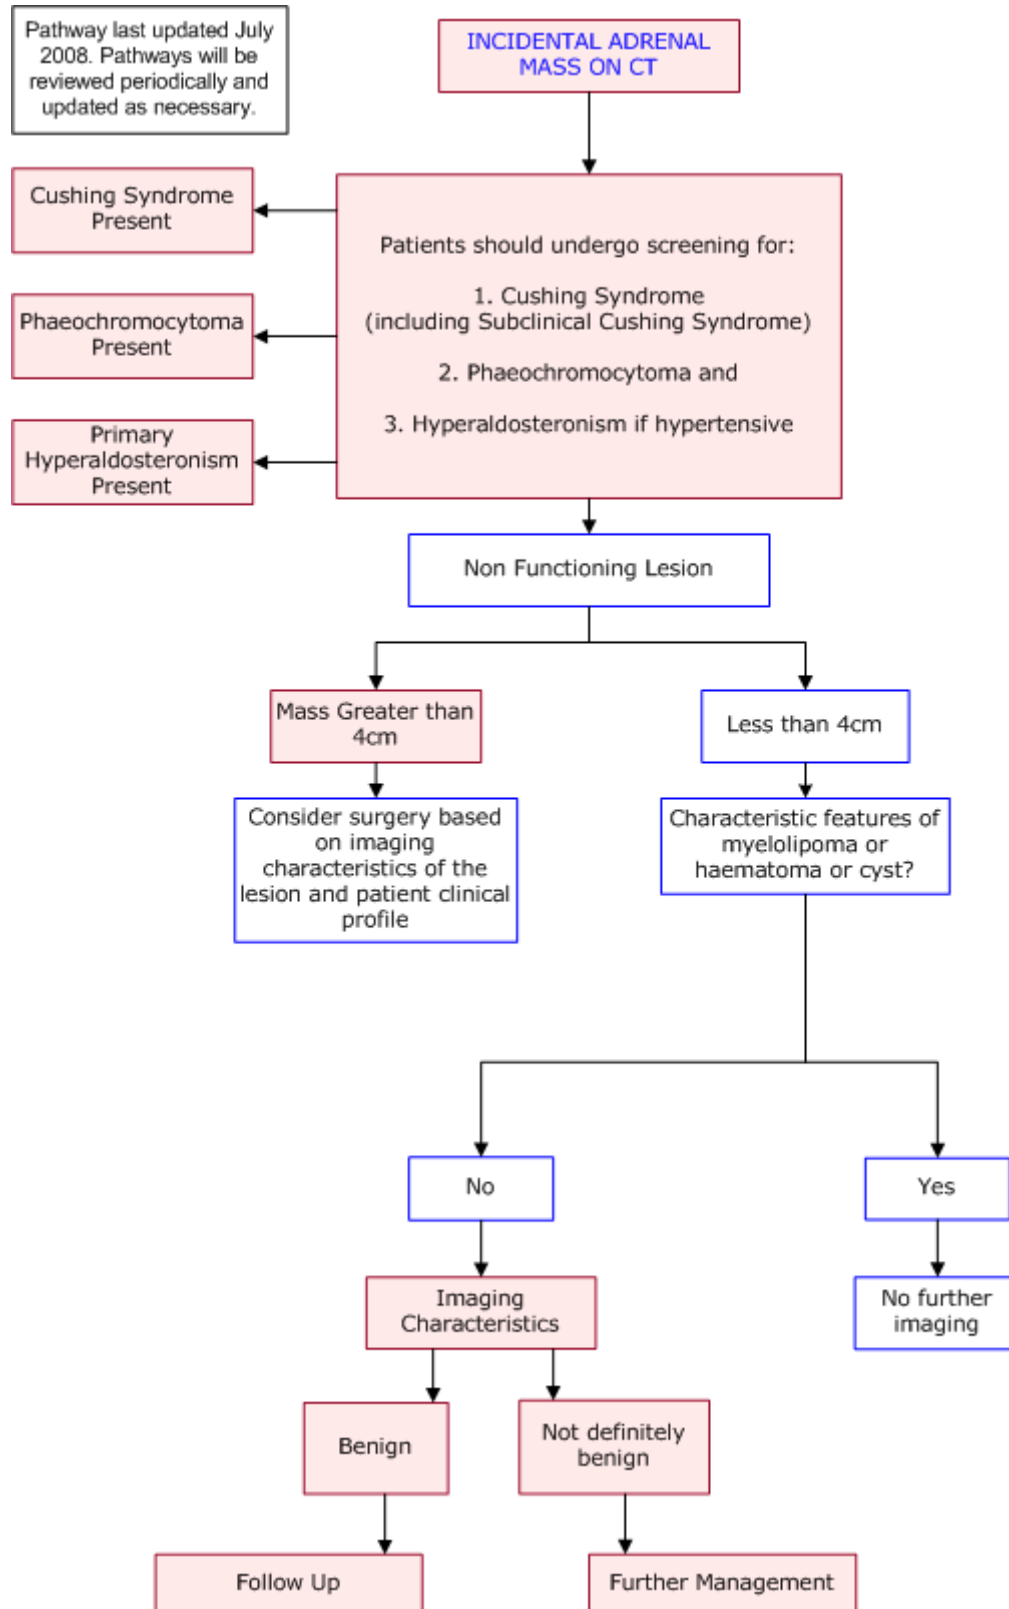 Pathway last updated July
2008. Pathways will be
reviewed periodically and
updated as necessary.
INCIDENTAL ADRENAL
MASS ON CT
Cushing Syndrome
Present
Phaeochromocytoma
Present
Primary
Hyperaldosteronism
Present
Patients should undergo screening for:
1. Cushing Syndrome
(including Subclinical Cushing Syndrome)
2. Phaeochromocytoma and
3. Hyperaldosteronism if hypertensive
Non Functioning Lesion
Mass Greater than
4cm
Less than 4cm
Consider surgery based
on imaging
characteristics of the
lesion and patient clinical
profile
Characteristic features of
myelolipoma or
haematoma or cyst?
No
Yes
Imaging
Characteristics
No further
imaging
Benign
Not definitely
benign
Follow Up
Further Management